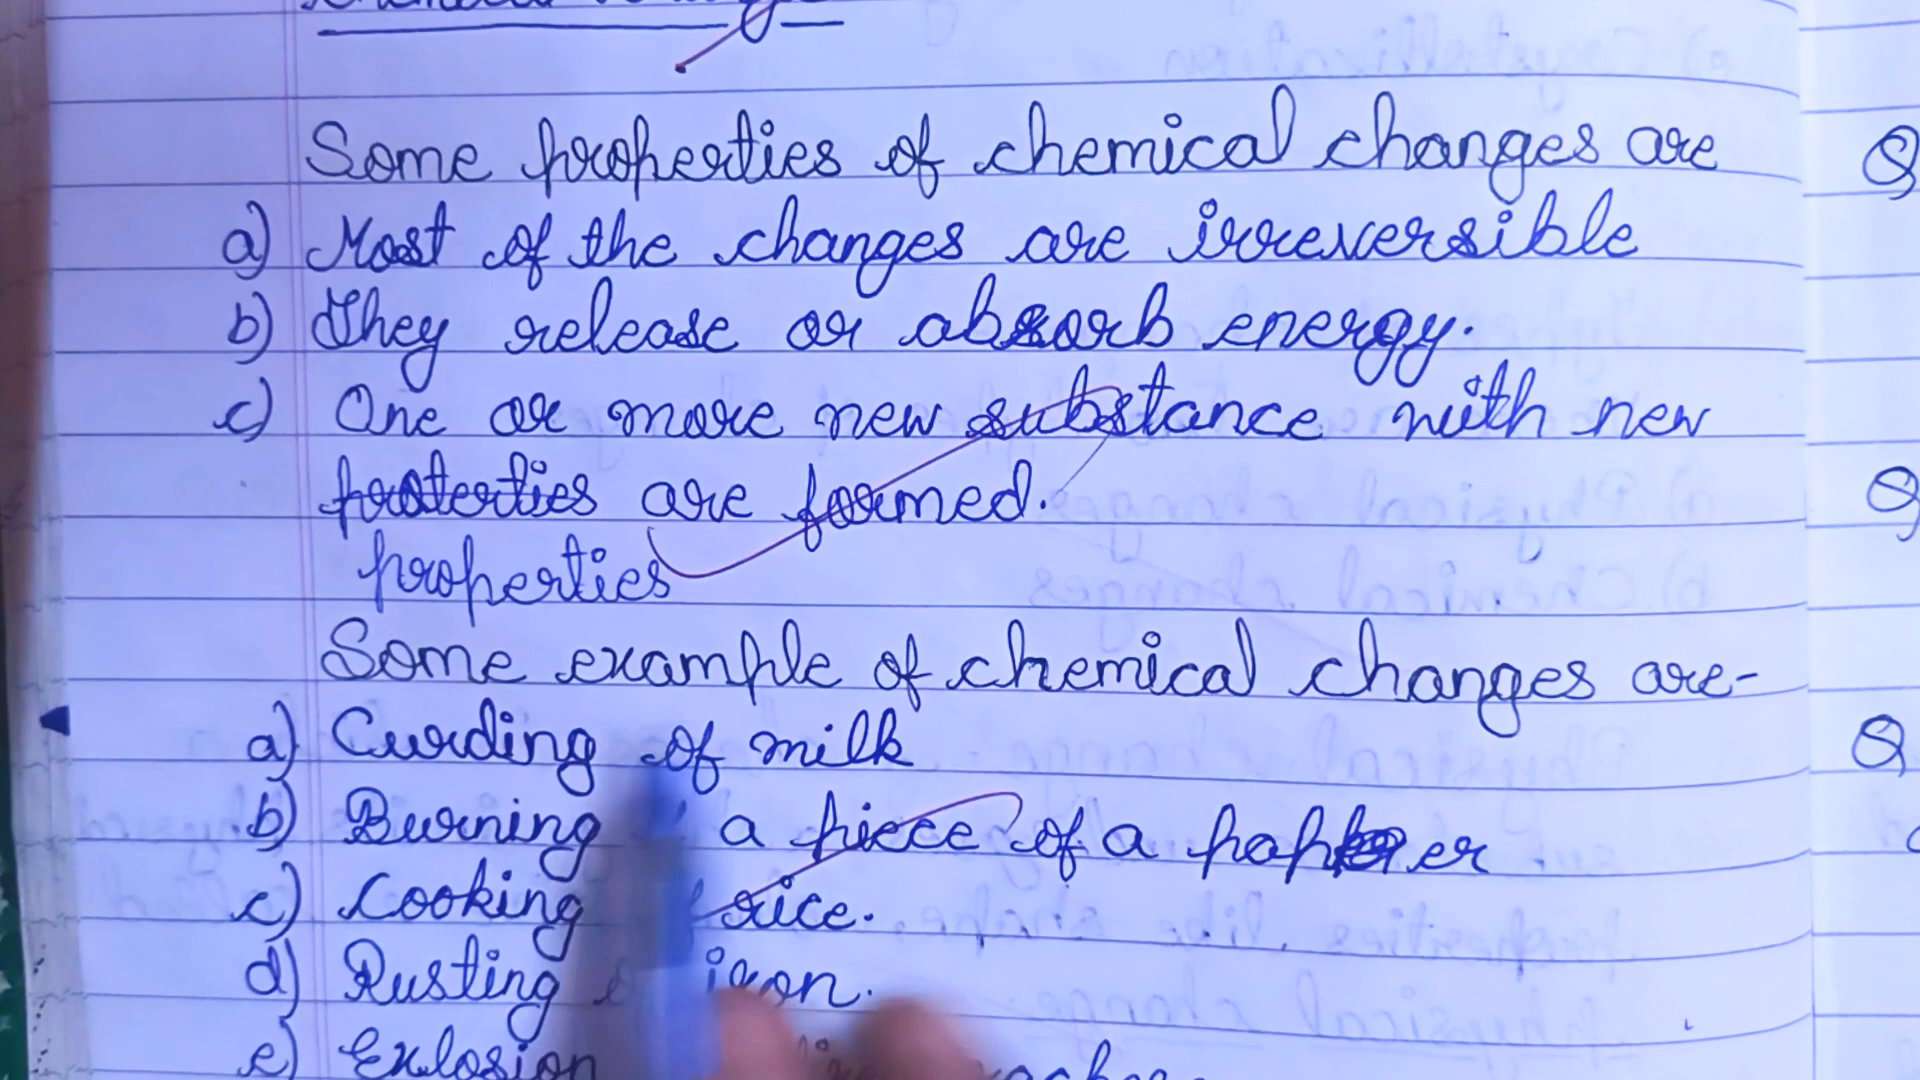 Some properties of chemical changes are
a) Most of the changes are irreversible
b) They release or absorb energy.
c) One or more new substance with new
are formed.
properties
Some example of chemical changes are-
a) Curding of milk
b) Burning a piece of a paper
c) Cooking rice.
d) Rusting iron.
e) Exlosion
Q
Q
Q